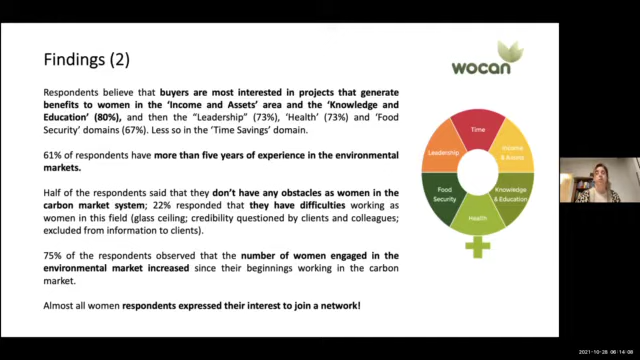 Findings (2)
wocan
Respondents believe that buyers are most interested in projects that generate
benefits to women in the 'Income and Assets' area and the 'Knowledge and
Education' (80%), and then the "Leadership" (73%), 'Health' (73%) and 'Food
Security' domains (67%). Less so in the 'Time Savings' domain.
61% of respondents have more than five years of experience in the environmental
markets.
Half of the respondents said that they don't have any obstacles as women in the
carbon market system; 22% responded that they have difficulties working as
women in this field (glass ceiling; credibility questioned by clients and colleagues;
excluded from information to clients).
75% of the respondents observed that the number of women engaged in the
environmental market increased since their beginnings working in the carbon
market.
Almost all women respondents expressed their interest to join a network!
Time
Income
& Assets
Knowledge
& Education
Health
Food
Security
Leadership
2021-10-28 06:14:08